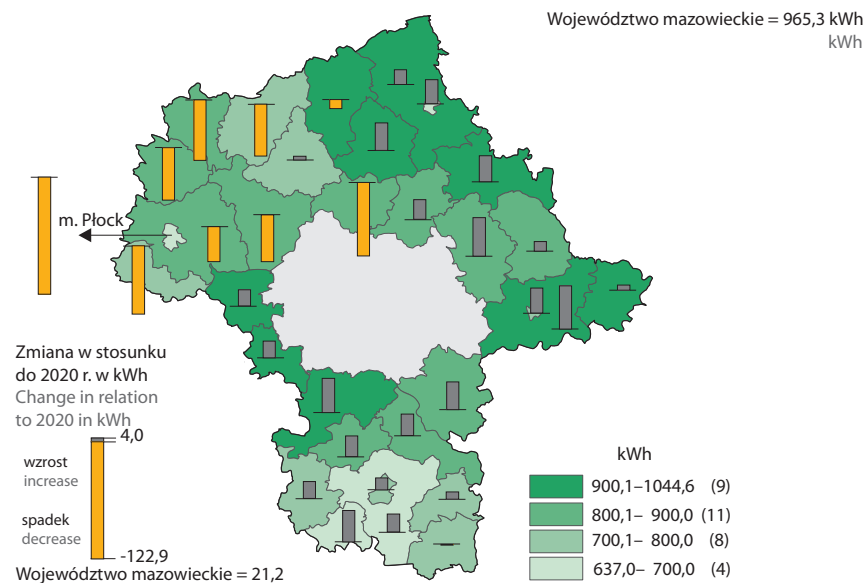 Województwo mazowieckie = 965,3 kWh
kWh
m. Płock
Zmiana w stosunku
do 2020 r. w kWh
Change in relation
to 2020 in kWh
4,0
wzrost
increase
spadek
decrease
-122,9
Województwo mazowieckie = 21,2
kWh
900,1–1044,6 (9)
800,1– 900,0 (11)
700,1– 800,0 (8)
637,0– 700,0 (4)